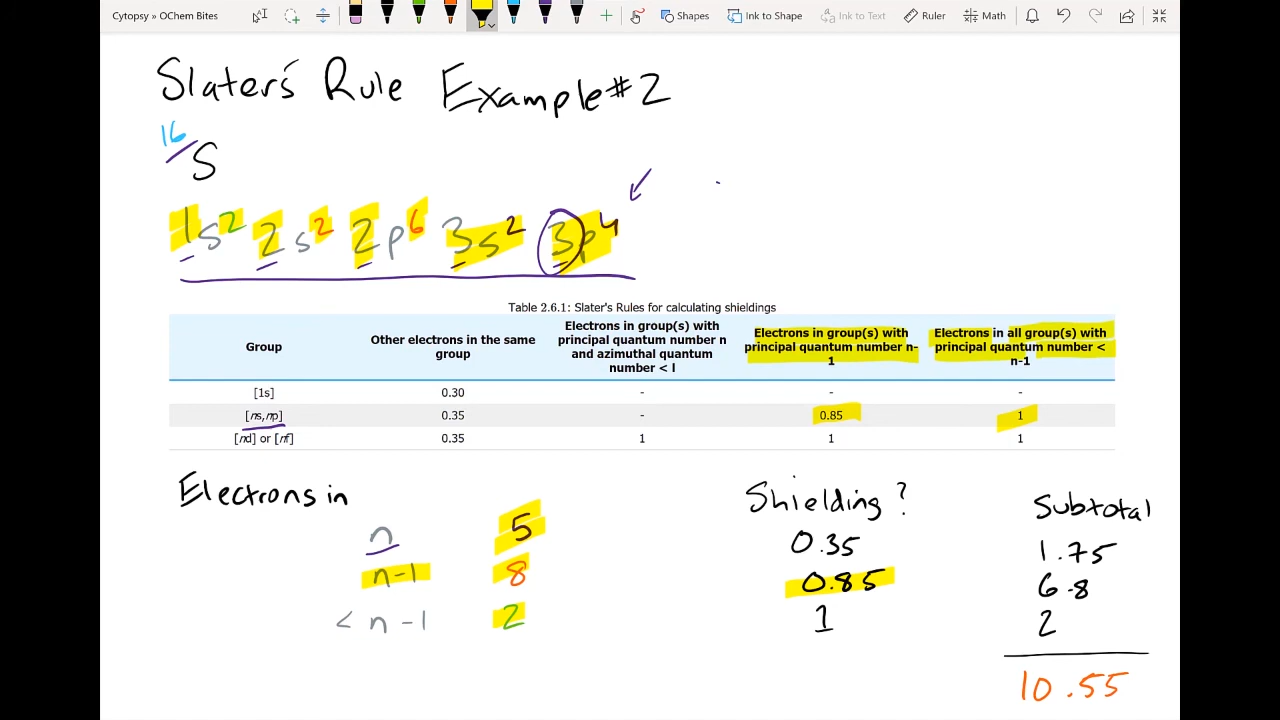 Cytopsy » OChem Bites
Shapes
Ink to Shape
Ink to Text
Ruler
Math
Slater's Rule Example #2
16
S
1s² 2s² 2p⁶ 3s² 3p⁴
Table 2.6.1: Slater's Rules for calculating shieldings
Group
Other electrons in the same
group
Electrons in group(s) with
principal quantum number n
and azimuthal quantum
number < l
Electrons in group(s) with
principal quantum number n-
1
Electrons in all group(s) with
principal quantum number <
n-1
[1s] 0.30 - - -
[ns,np] 0.35 - 0.85 1
[nd] or [nf] 0.35 1 1 1
Electrons in Shielding? Subtotal
n 5 0.35 1.75
n-1 8 0.85 6.8
< n-1 2 1 2
10.55